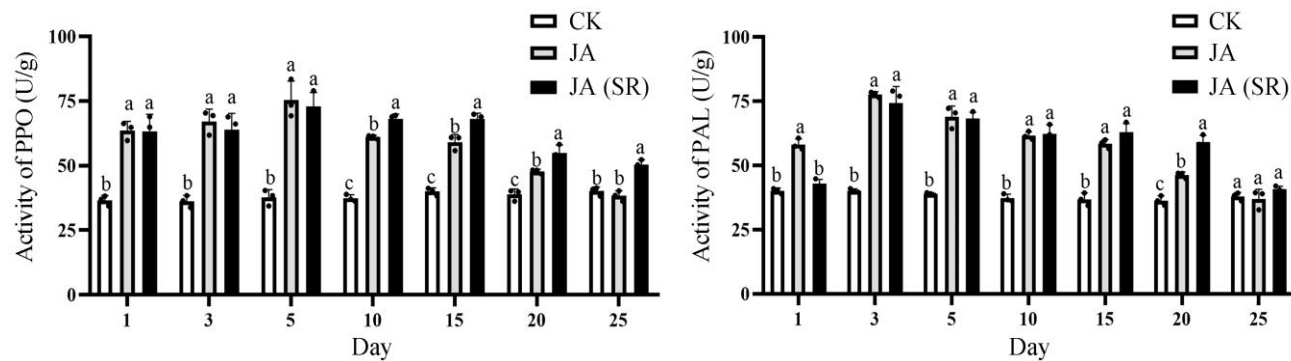 Activity of PPO (U/g)
100
75
50
25
0
CK
JA
JA (SR)
b a a
b a a
b a a
c b a
c b a
c b a
b b a
1 3 5 10 15 20 25
Day
Activity of PAL (U/g)
100
75
50
25
0
CK
JA
JA (SR)
b a b
b a a
b a a
b a a
b a a
c b a
a a a
1 3 5 10 15 20 25
Day